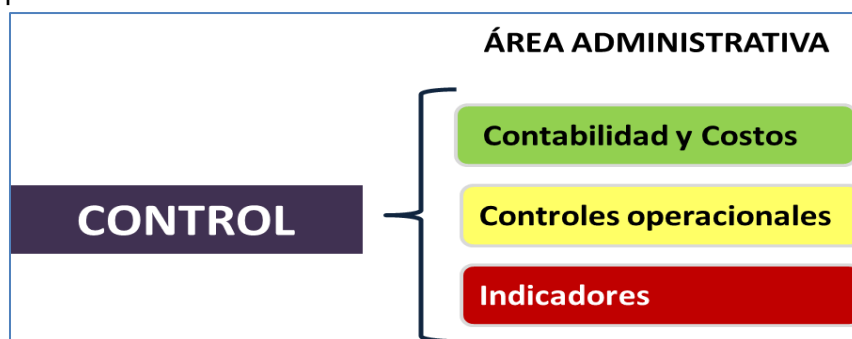 ÁREA ADMINISTRATIVA
Contabilidad y Costos
CONTROL
Controles operacionales
Indicadores